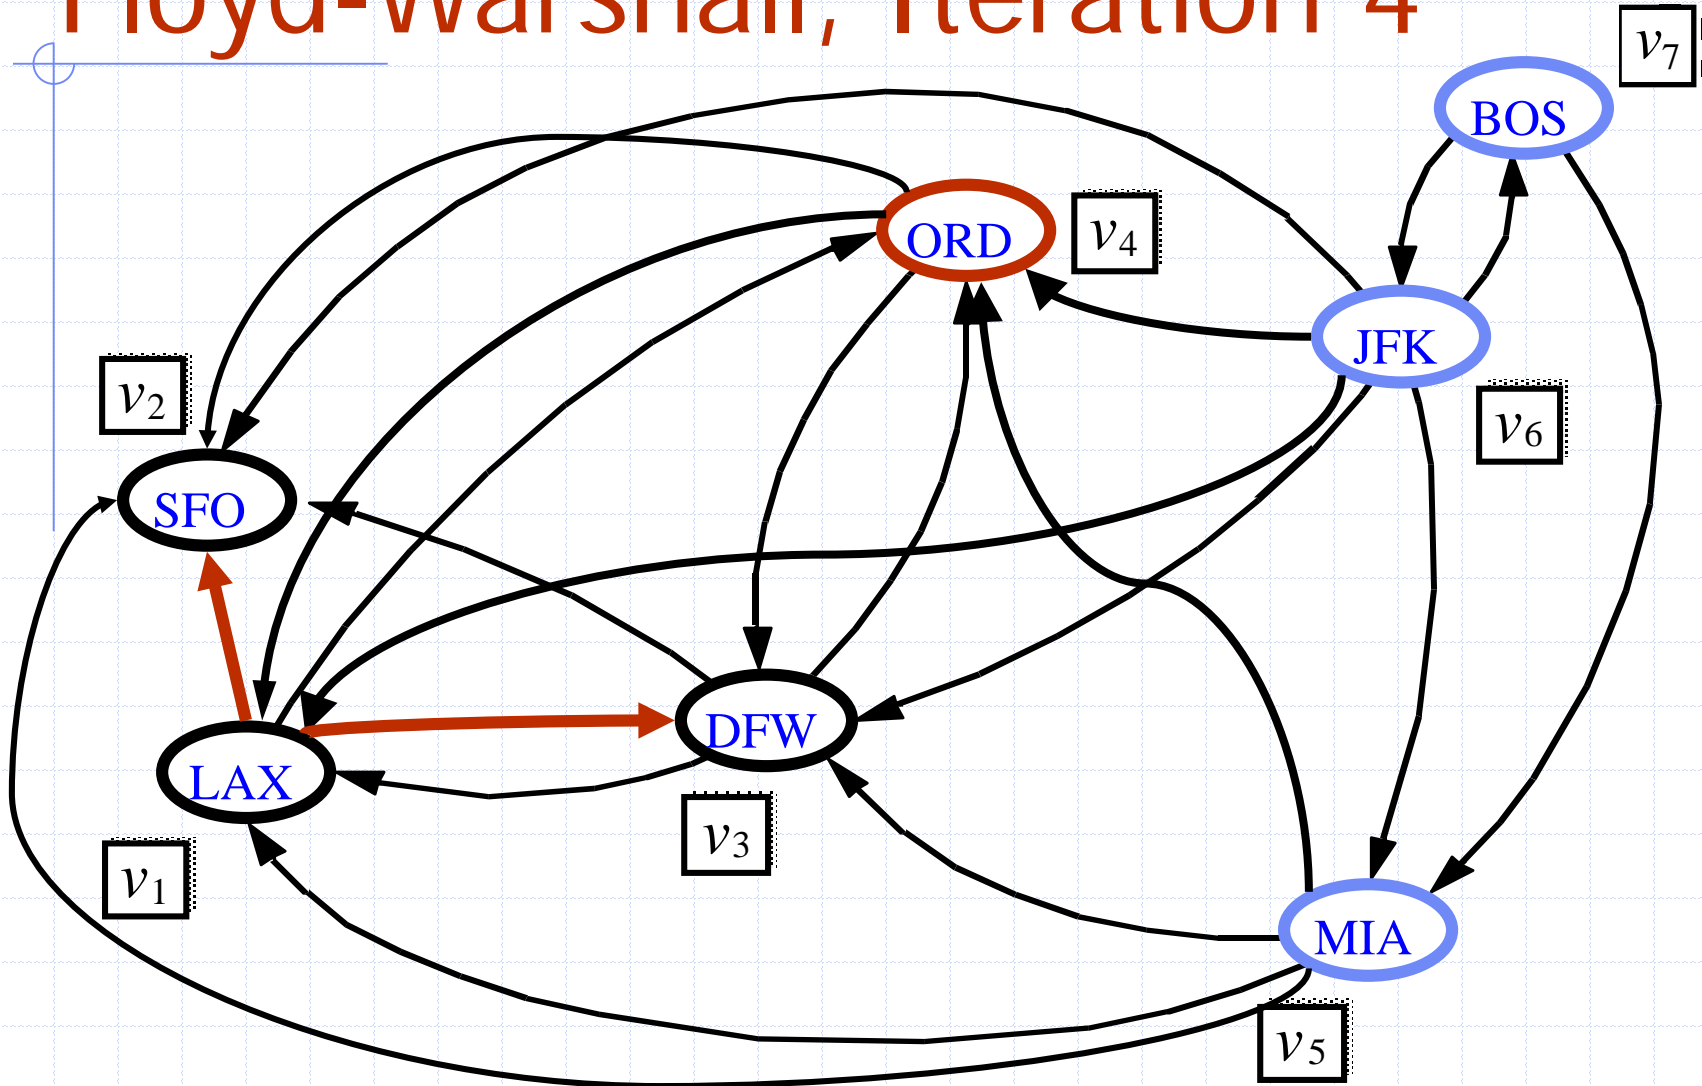 Floyd-Warshall, Iteration 4
v7
BOS
ORD
v4
JFK
v2
v6
SFO
DFW
LAX
v3
v1
MIA
v5